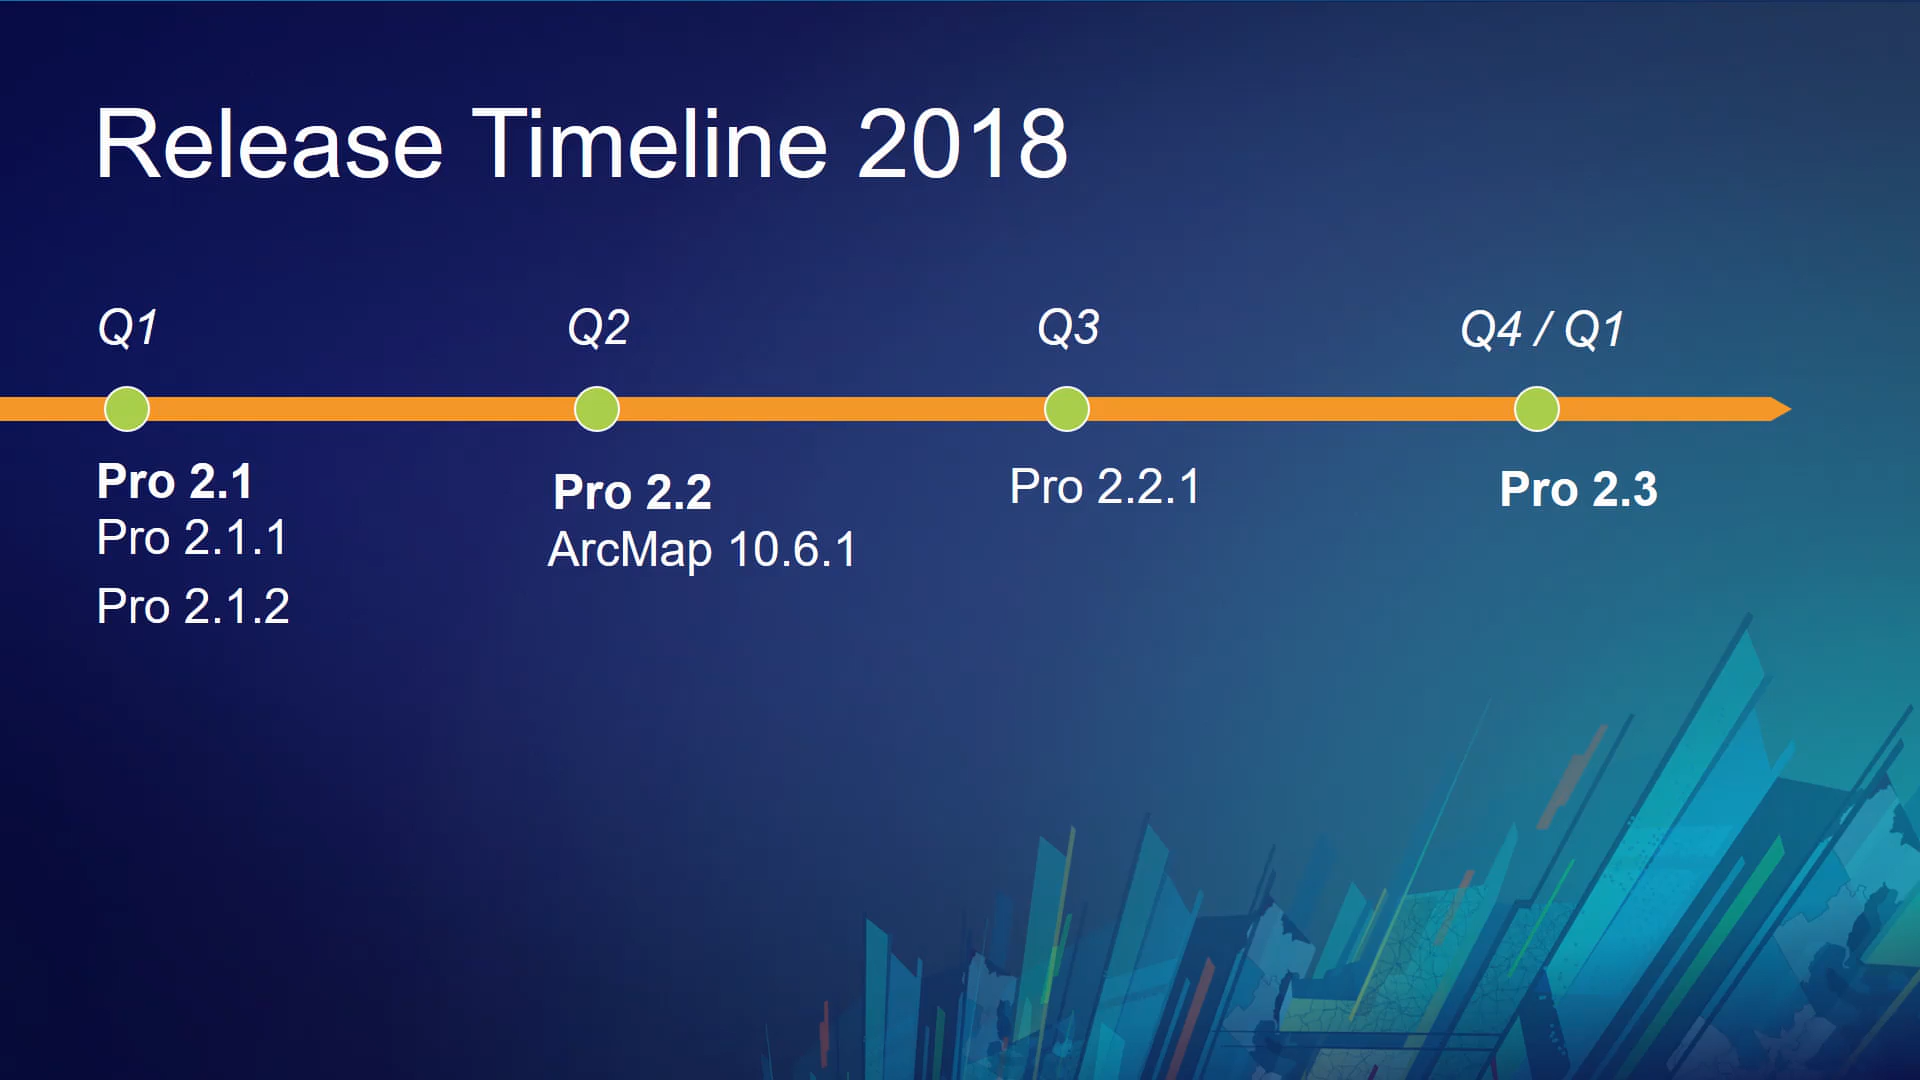 Release Timeline 2018
Q1
Q2
Q3
Q4 / Q1
Pro 2.1
Pro 2.1.1
Pro 2.1.2
Pro 2.2
ArcMap 10.6.1
Pro 2.2.1
Pro 2.3